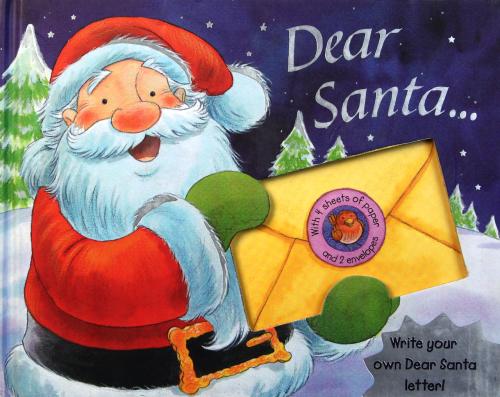 Dear
Santa...
With 4 sheets of paper
and 2 envelopes
Write your
own Dear Santa
letter!